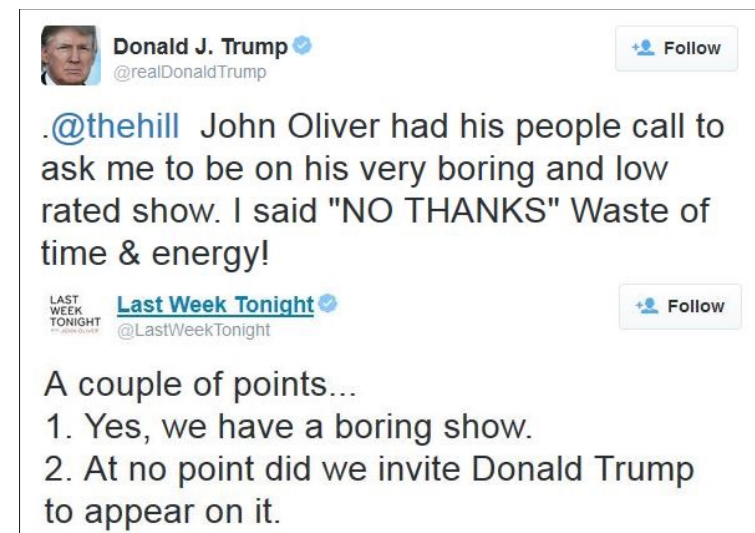 Donald J. Trump
Follow
@realDonaldTrump
.@thehill John Oliver had his people call to
ask me to be on his very boring and low
rated show. I said "NO THANKS" Waste of
time & energy!
LAST
WEEK
TONIGHT
Last Week Tonight
Follow
@LastWeekTonight
A couple of points...
1. Yes, we have a boring show.
2. At no point did we invite Donald Trump
to appear on it.